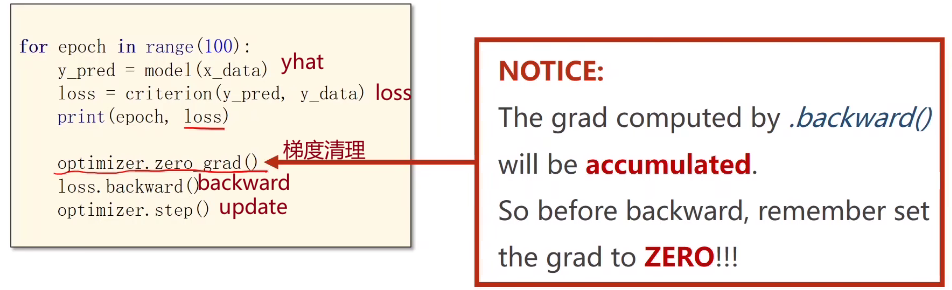 for epoch in range(100):
y_pred = model(x_data) yhat
loss = criterion(y_pred, y_data) loss
print(epoch, loss)
optimizer.zero_grad() 梯度清理
loss.backward() backward
optimizer.step() update
NOTICE:
The grad computed by .backward()
will be accumulated.
So before backward, remember set
the grad to ZERO!!!